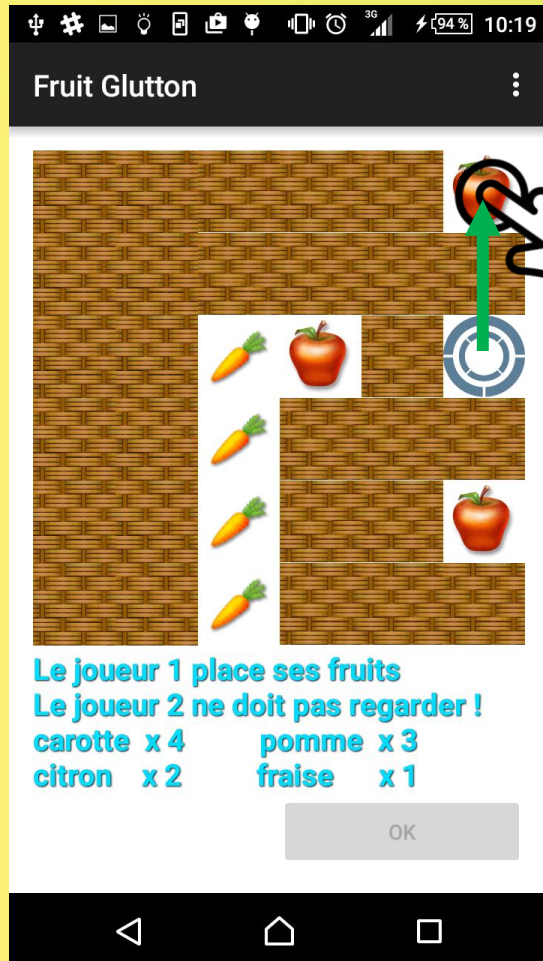 3G 94 % 10:19
Fruit Glutton
Le joueur 1 place ses fruits
Le joueur 2 ne doit pas regarder !
carotte x 4 pomme x 3
citron x 2 fraise x 1
OK